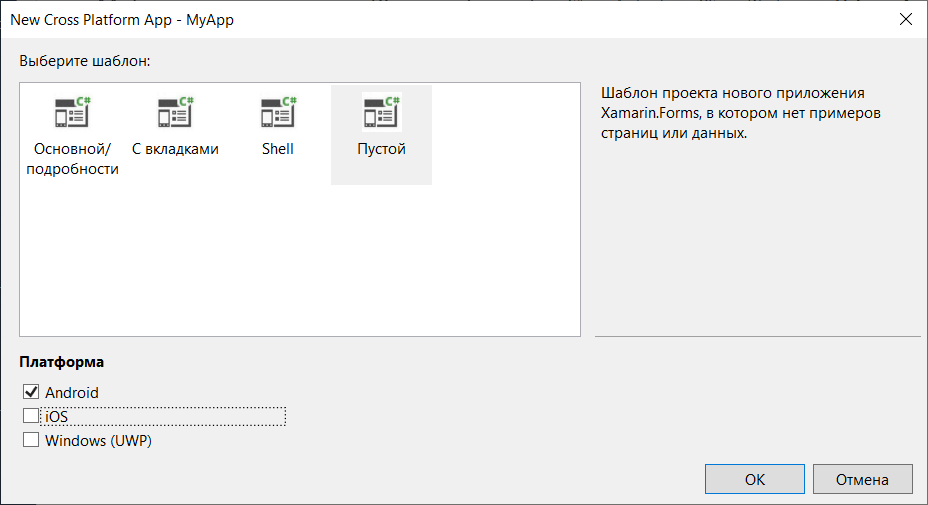 New Cross Platform App - MyApp
Выберите шаблон:
C#
C#
C#
C#
Основной/
подробности
С вкладками
Shell
Пустой
Шаблон проекта нового приложения
Xamarin.Forms, в котором нет примеров
страниц или данных.
Платформа
Android
iOS
Windows (UWP)
OK
Отмена